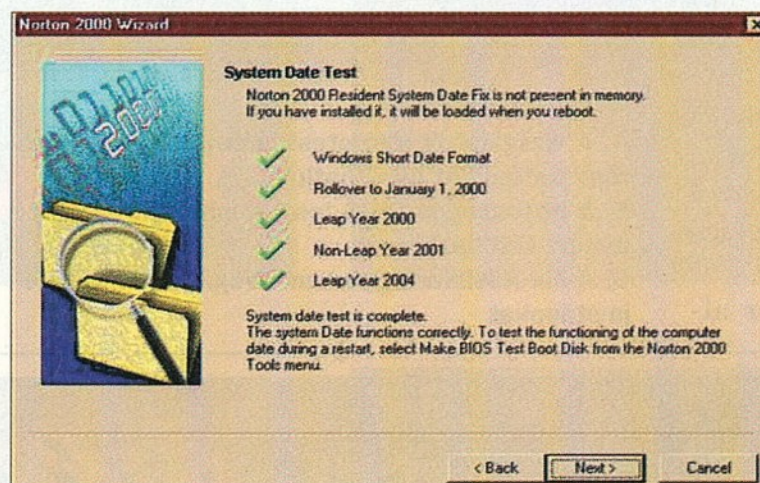 Norton 2000 Wizard
System Date Test
Norton 2000 Resident System Date Fix is not present in memory.
If you have installed it, it will be loaded when you reboot.
Windows Short Date Format
Rollover to January 1, 2000
Leap Year 2000
Non-Leap Year 2001
Leap Year 2004
System date test is complete.
The system Date functions correctly. To test the functioning of the computer
date during a restart, select Make BIOS Test Boot Disk from the Norton 2000
Tools menu.
< Back
Next >
Cancel